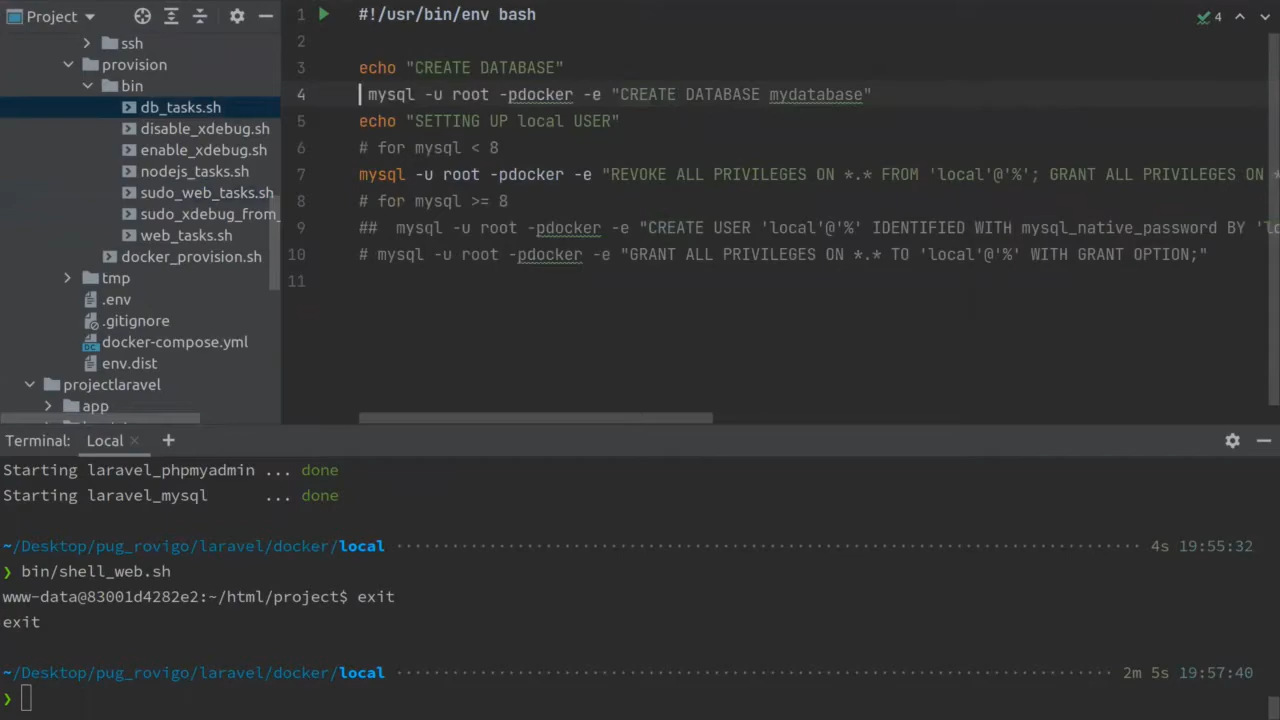 Project
ssh
provision
bin
db_tasks.sh
disable_xdebug.sh
enable_xdebug.sh
nodejs_tasks.sh
sudo_web_tasks.sh
sudo_xdebug_from_
web_tasks.sh
docker_provision.sh
tmp
.env
.gitignore
docker-compose.yml
env.dist
projectlaravel
app
4
1 #!/usr/bin/env bash
2
3 echo "CREATE DATABASE"
4 mysql -u root -pdocker -e "CREATE DATABASE mydatabase"
5 echo "SETTING UP local USER"
6 # for mysql < 8
7 mysql -u root -pdocker -e "REVOKE ALL PRIVILEGES ON *.* FROM 'local'@'%'; GRANT ALL PRIVILEGES ON *
8 # for mysql >= 8
9 ##  mysql -u root -pdocker -e "CREATE USER 'local'@'%' IDENTIFIED WITH mysql_native_password BY 'l
10 # mysql -u root -pdocker -e "GRANT ALL PRIVILEGES ON *.* TO 'local'@'%' WITH GRANT OPTION;"
11
Terminal: Local × +
Starting laravel_phpmyadmin ... done
Starting laravel_mysql      ... done
~/Desktop/pug_rovigo/laravel/docker/local 4s 19:55:32
❯ bin/shell_web.sh
www-data@83001d4282e2:~/html/project$ exit
exit
~/Desktop/pug_rovigo/laravel/docker/local 2m 5s 19:57:40
❯